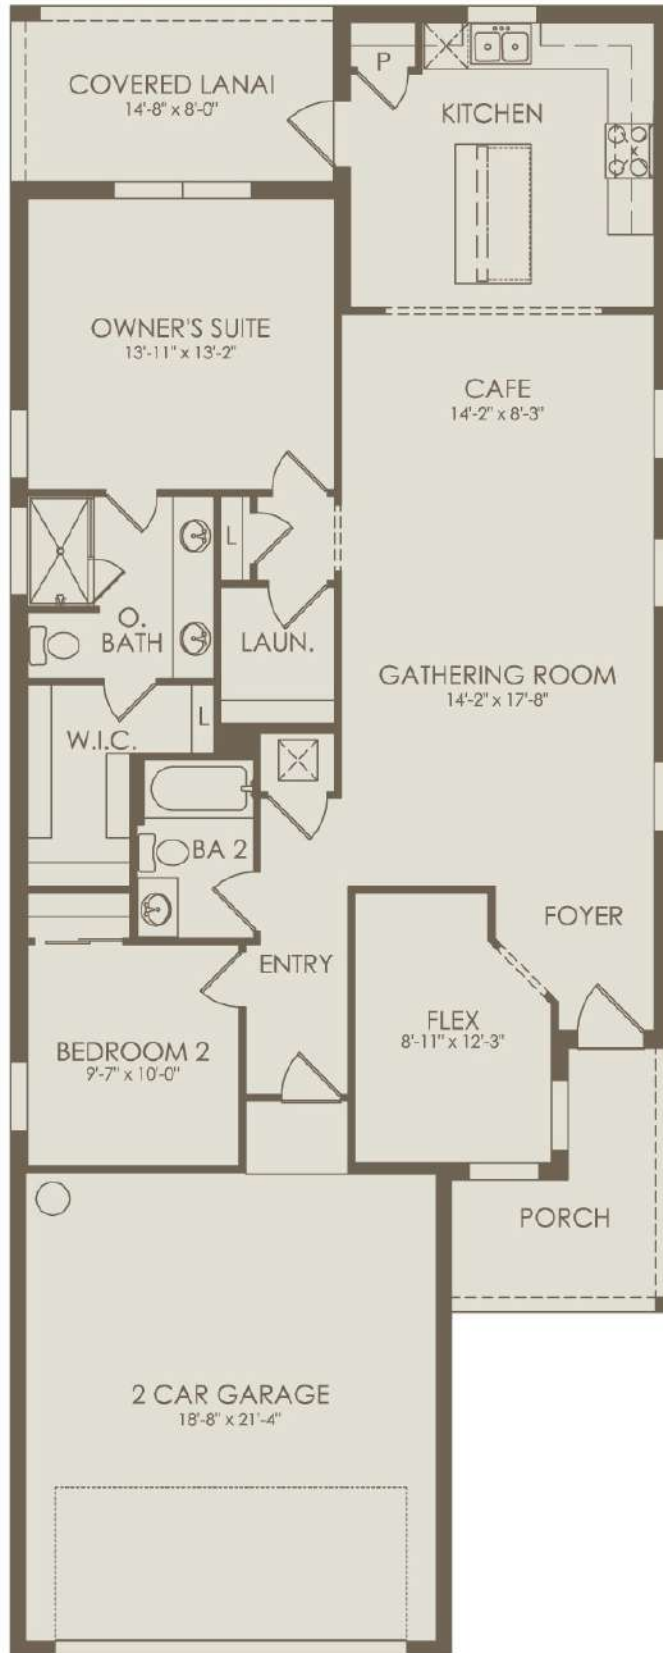 COVERED LANAI
14'-8" x 8'-0"
P
KITCHEN
OWNER'S SUITE
13'-11" x 13'-2"
CAFE
14'-2" x 8'-3"
L
O.
BATH
LAUN.
GATHERING ROOM
14'-2" x 17'-8"
L
W.I.C.
BA 2
FOYER
ENTRY
FLEX
8'-11" x 12'-3"
BEDROOM 2
9'-7" x 10'-0"
PORCH
2 CAR GARAGE
18'-8" x 21'-4"